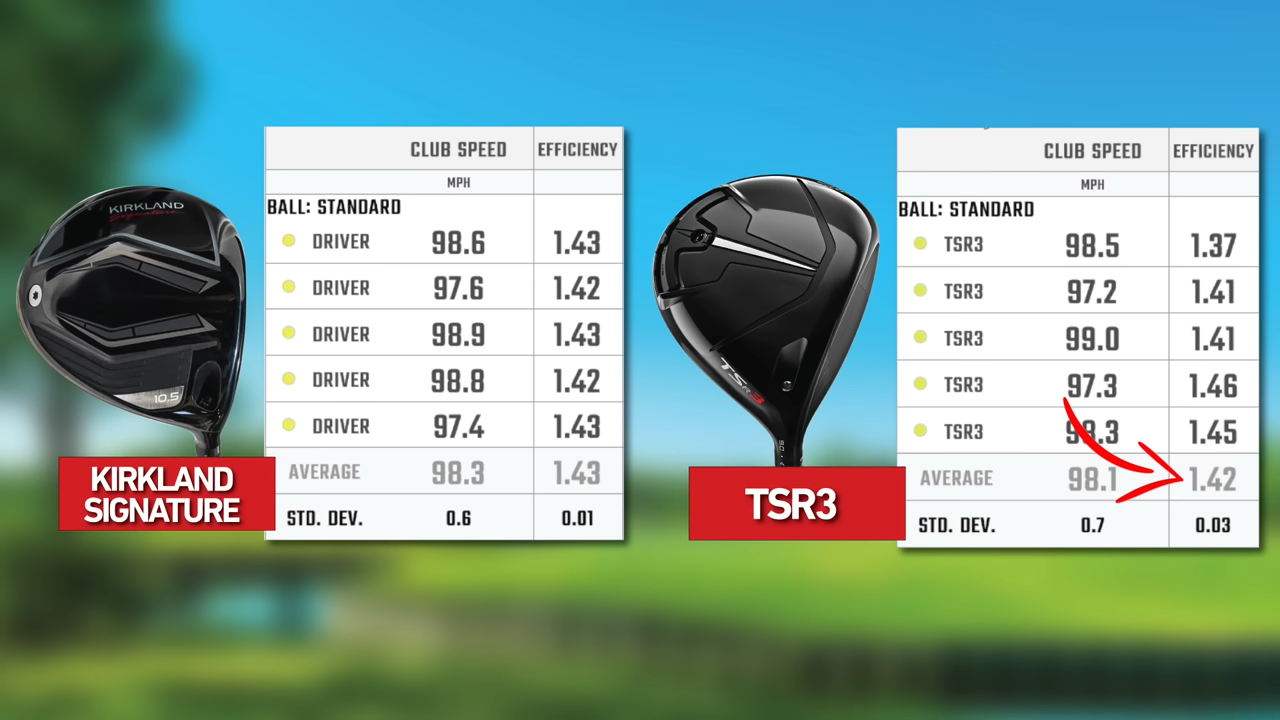 CLUB SPEED EFFICIENCY
MPH
BALL: STANDARD
DRIVER 98.6 1.43
DRIVER 97.6 1.42
DRIVER 98.9 1.43
DRIVER 98.8 1.42
DRIVER 97.4 1.43
AVERAGE 98.3 1.43
STD. DEV. 0.6 0.01
KIRKLAND
Signature
10.5
KIRKLAND
SIGNATURE
CLUB SPEED EFFICIENCY
MPH
BALL: STANDARD
TSR3 98.5 1.37
TSR3 97.2 1.41
TSR3 99.0 1.41
TSR3 97.3 1.46
TSR3 98.3 1.45
AVERAGE 98.1 1.42
STD. DEV. 0.7 0.03
TSR3
TSR3